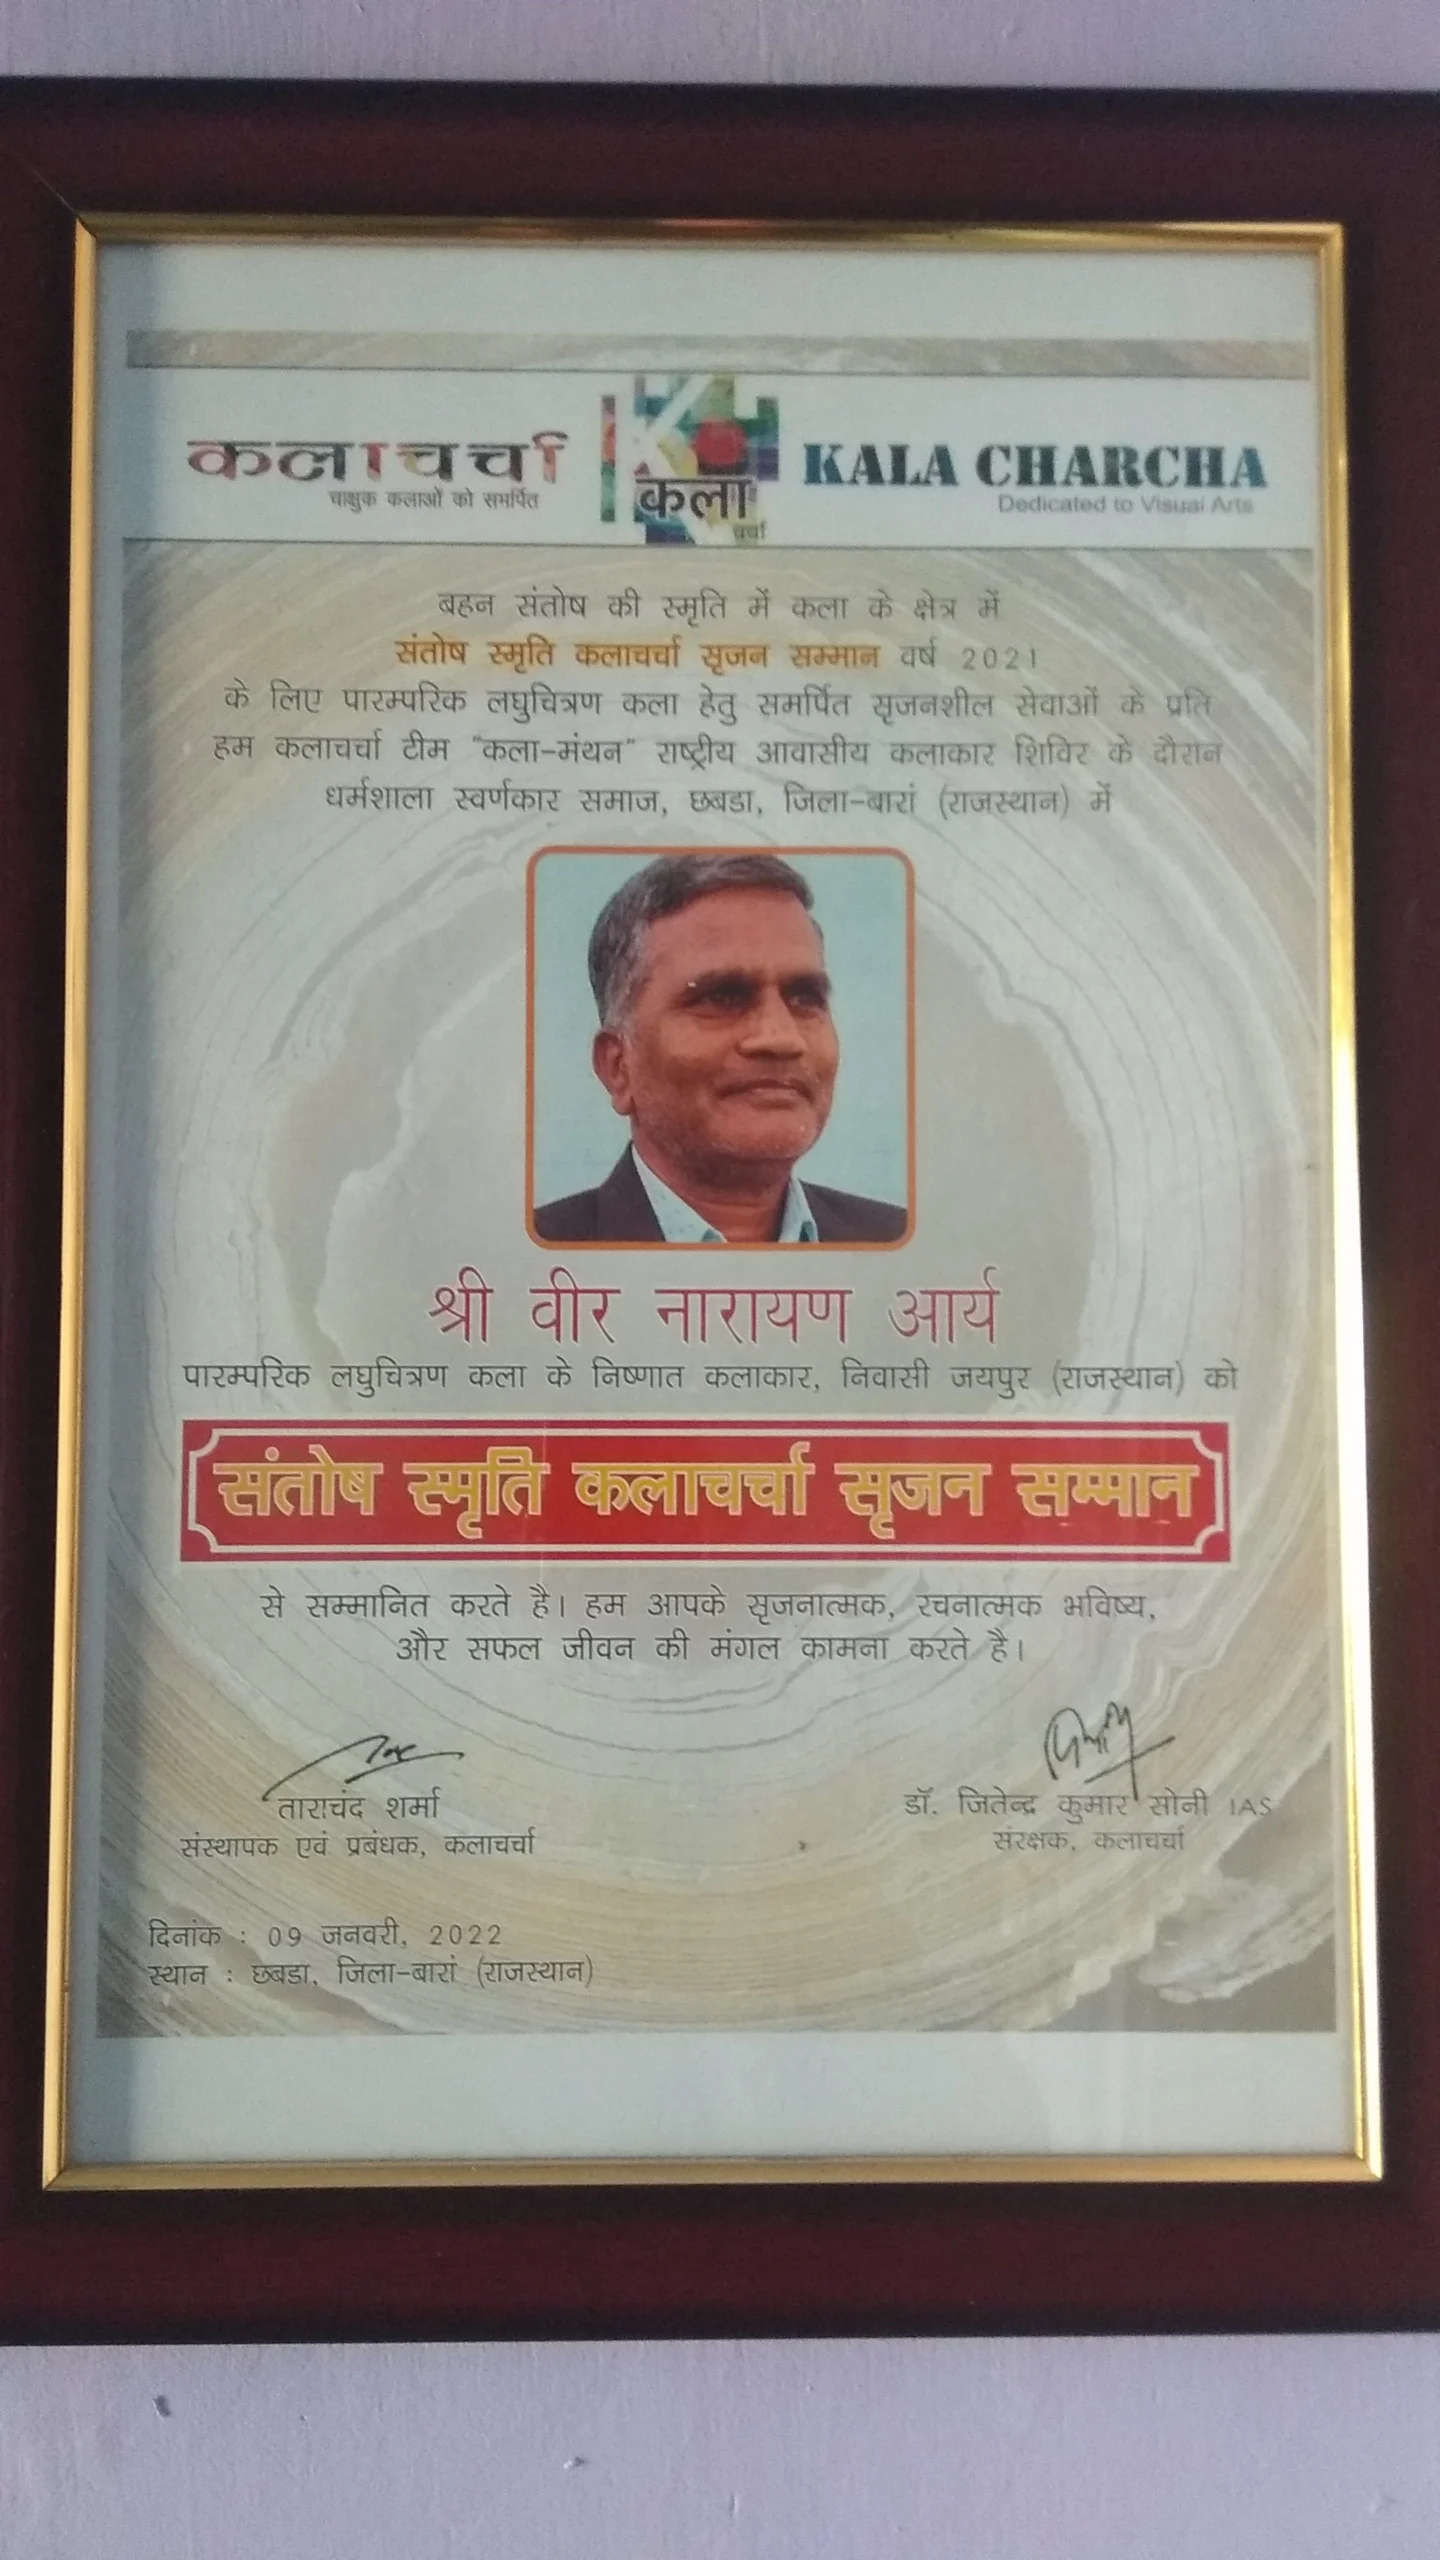 कलाचर्चा
चाक्षुक कलाओं को समर्पित
कला
चर्चा
KALA CHARCHA
Dedicated to Visual Arts
बहन संतोष की स्मृति में कला के क्षेत्र में
संतोष स्मृति कलाचर्चा सृजन सम्मान वर्ष 2021
के लिए पारम्परिक लघुचित्रण कला हेतु समर्पित सृजनशील सेवाओं के प्रति
हम कलाचर्चा टीम "कला-मंथन" राष्ट्रीय आवासीय कलाकार शिविर के दौरान
धर्मशाला स्वर्णकार समाज, छबडा, जिला-बारां (राजस्थान) में
श्री वीर नारायण आर्य
पारम्परिक लघुचित्रण कला के निष्णात कलाकार, निवासी जयपुर (राजस्थान) को
संतोष स्मृति कलाचर्चा सृजन सम्मान
से सम्मानित करते है। हम आपके सृजनात्मक, रचनात्मक भविष्य,
और सफल जीवन की मंगल कामना करते है।
ताराचंद शर्मा
संस्थापक एवं प्रबंधक, कलाचर्चा
डॉ. जितेन्द्र कुमार सोनी IAS
संरक्षक, कलाचर्चा
दिनांक : 09 जनवरी, 2022
स्थान : छबडा, जिला-बारां (राजस्थान)